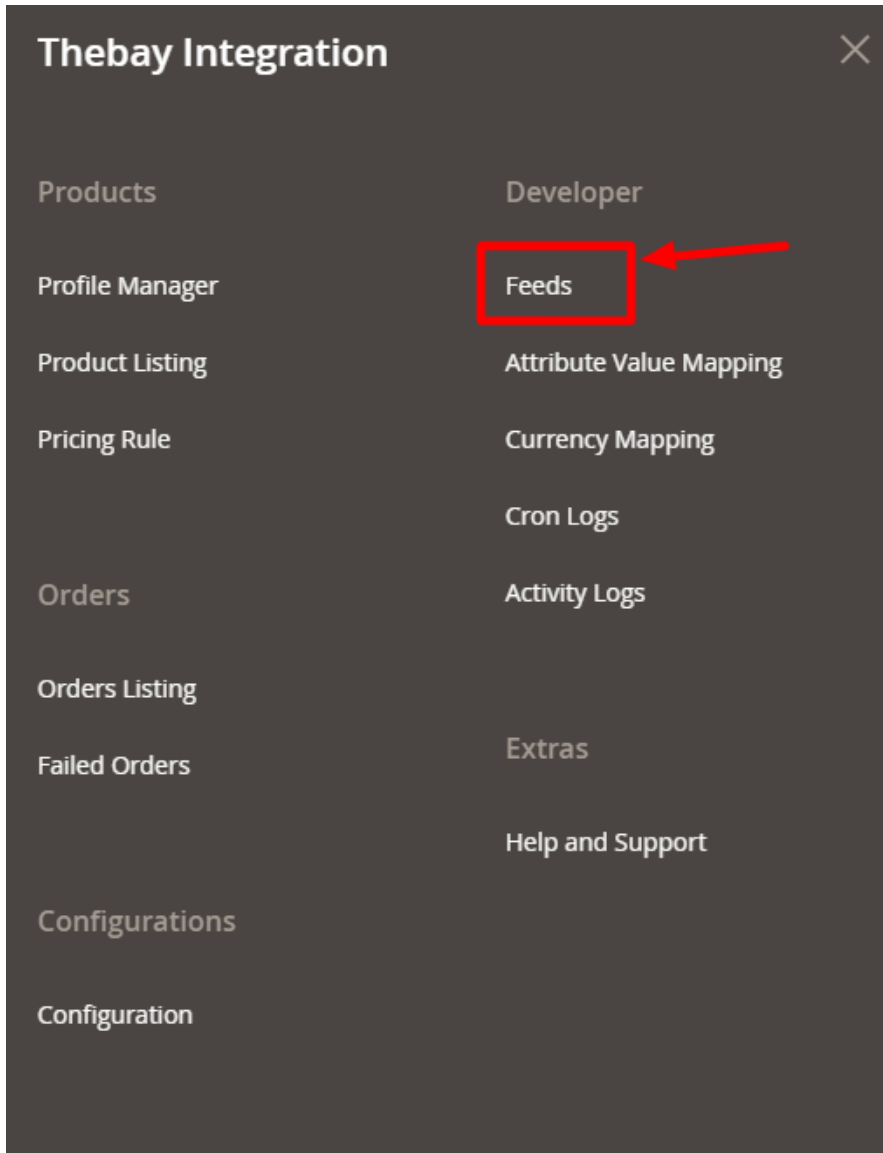 Thebay Integration
Products
Profile Manager
Product Listing
Pricing Rule
Orders
Orders Listing
Failed Orders
Configurations
Configuration
Developer
Feeds
Attribute Value Mapping
Currency Mapping
Cron Logs
Activity Logs
Extras
Help and Support